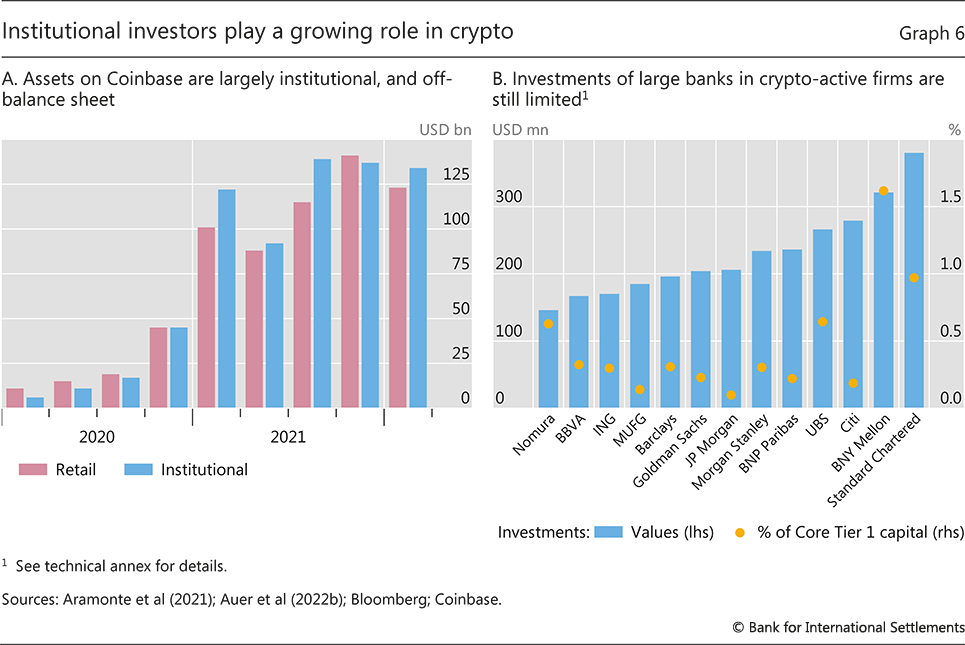 Institutional investors play a growing role in crypto
Graph 6
A. Assets on Coinbase are largely institutional, and off-
balance sheet
USD bn
125
100
75
50
25
0
2020
2021
Retail
Institutional
B. Investments of large banks in crypto-active firms are
still limited¹
USD mn
%
300
200
100
0
1.5
1.0
0.5
0.0
Nomura
BBVA
ING
MUFG
Barclays
Goldman Sachs
JP Morgan
Morgan Stanley
BNP Paribas
UBS
Citi
BNY Mellon
Standard Chartered
Investments:
Values (lhs)
% of Core Tier 1 capital (rhs)
¹ See technical annex for details.
Sources: Aramonte et al (2021); Auer et al (2022b); Bloomberg; Coinbase.
© Bank for International Settlements